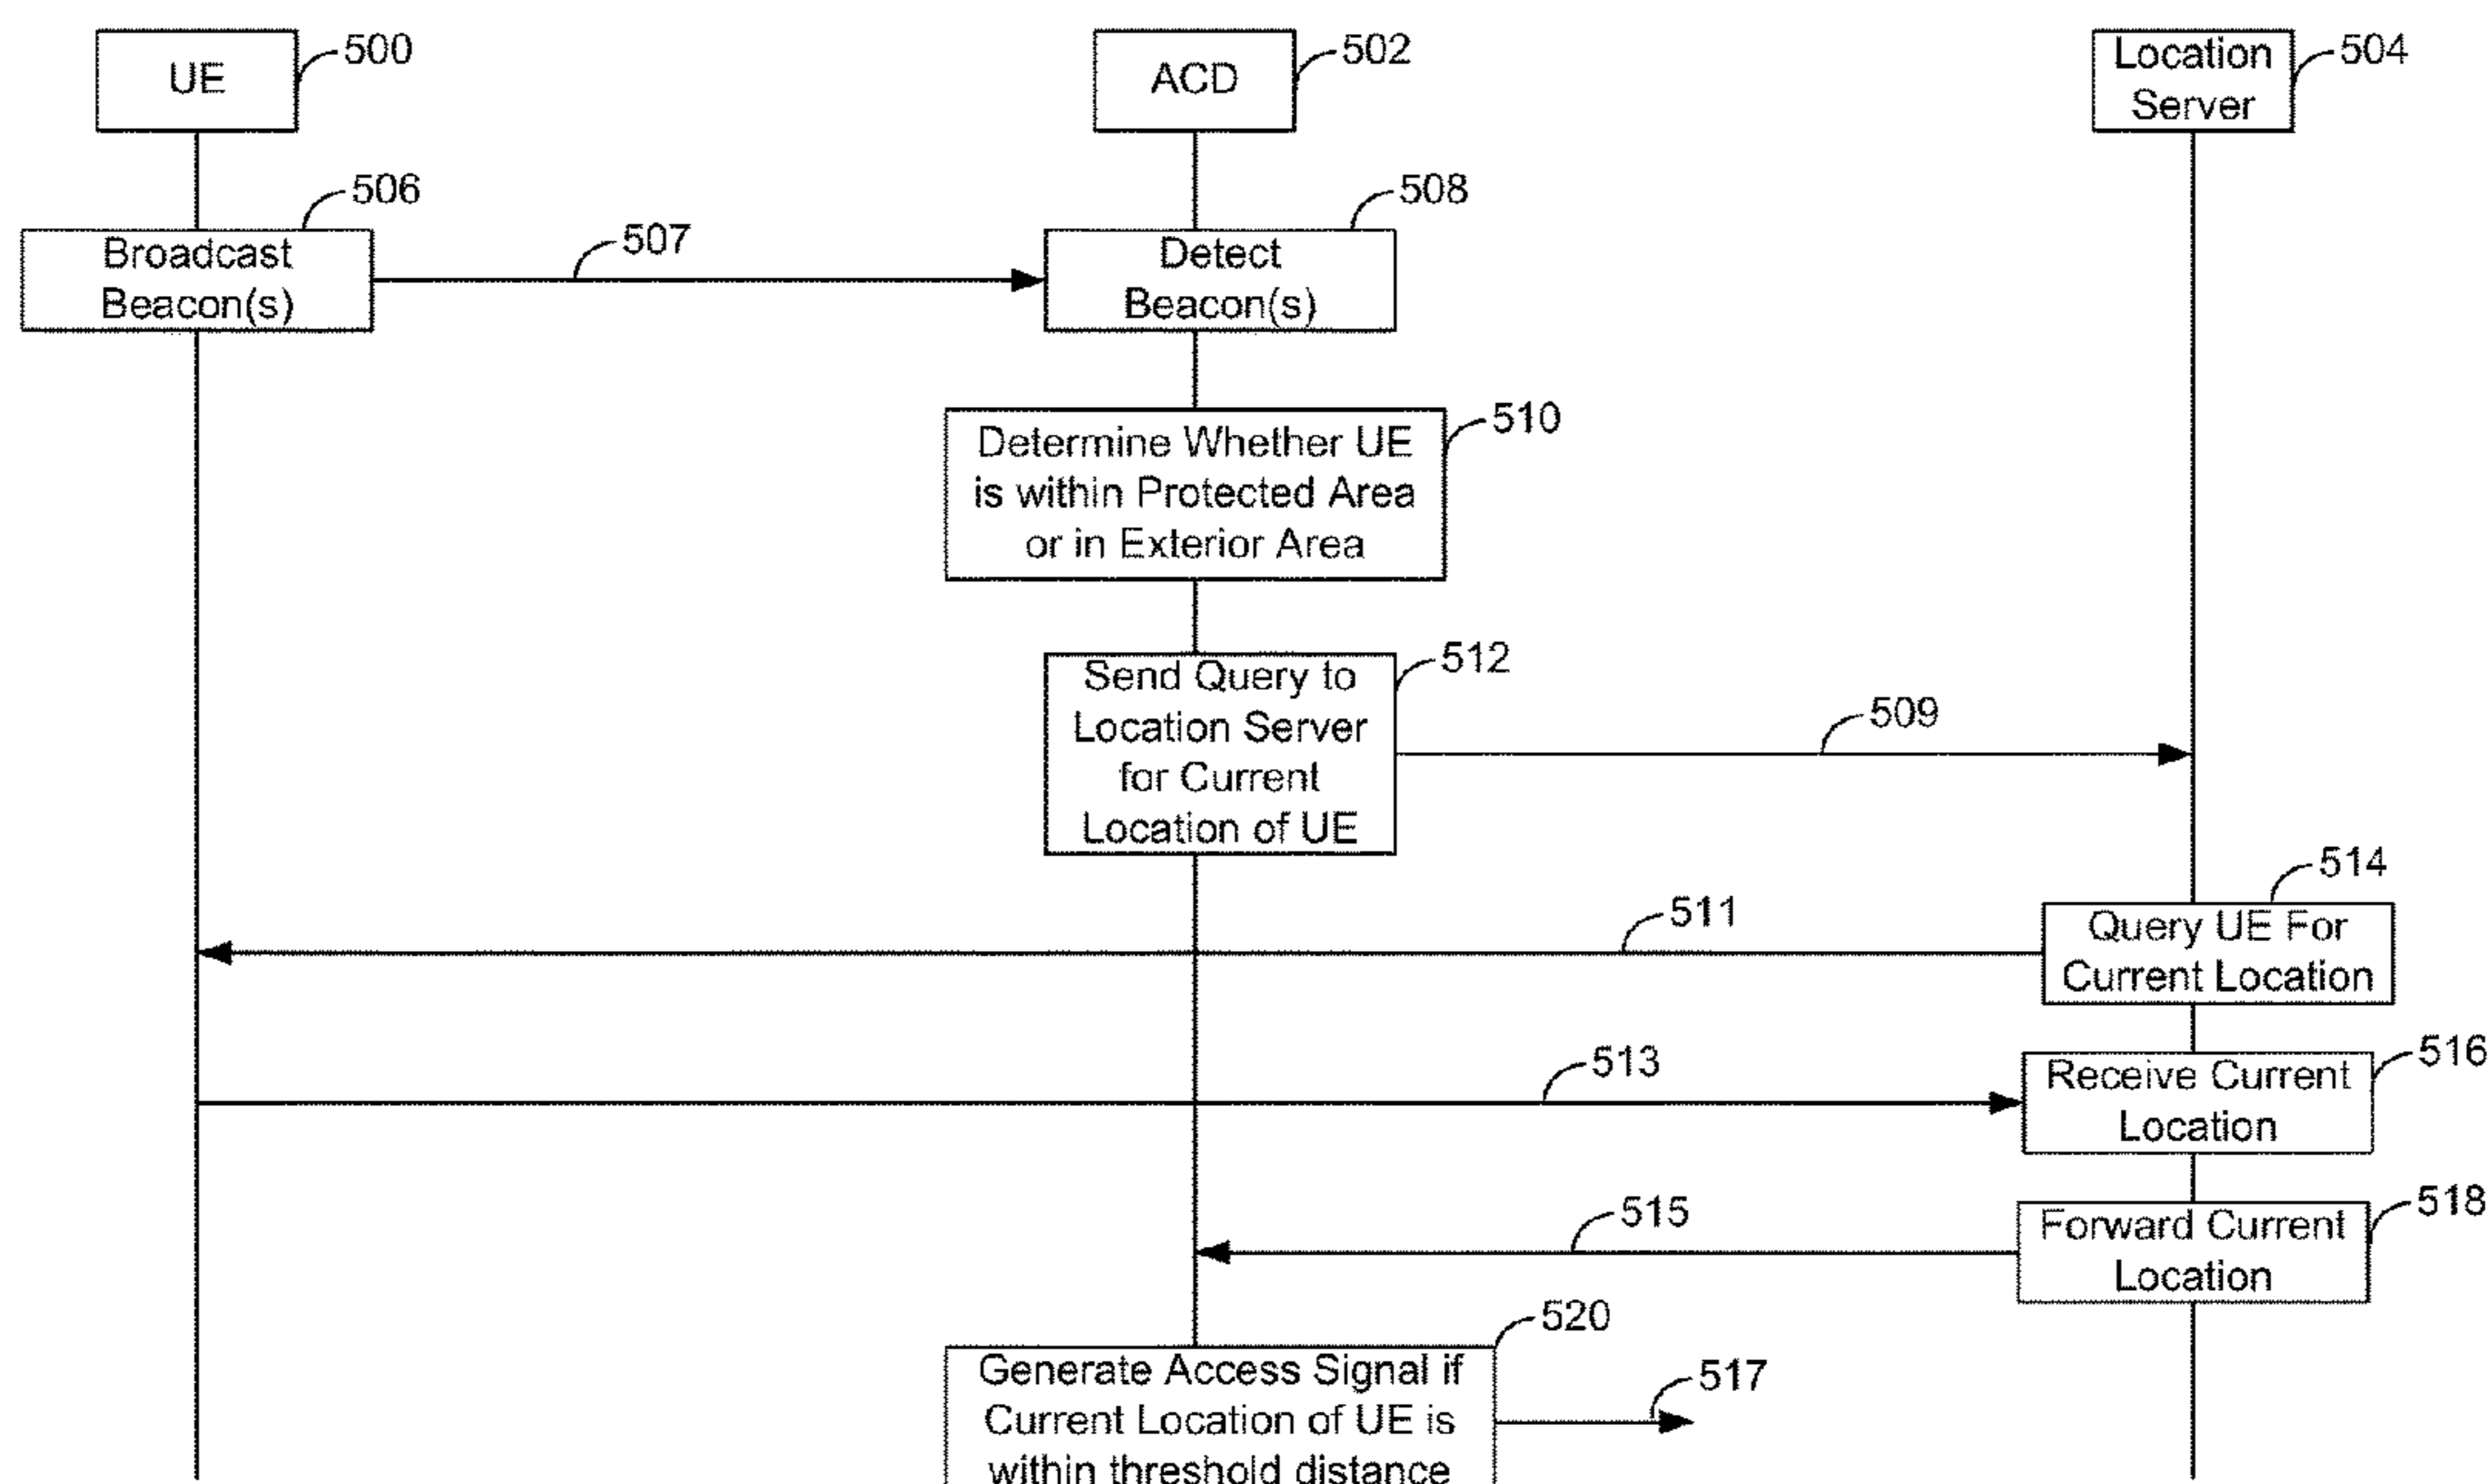 UE
500
ACD
502
Location
Server
504
506
Broadcast
Beacon(s)
507
508
Detect
Beacon(s)
510
Determine Whether UE
is within Protected Area
or in Exterior Area
512
Send Query to
Location Server
for Current
Location of UE
509
514
Query UE For
Current Location
511
513
516
Receive Current
Location
515
518
Forward Current
Location
520
Generate Access Signal if
Current Location of UE is
within threshold distance
517